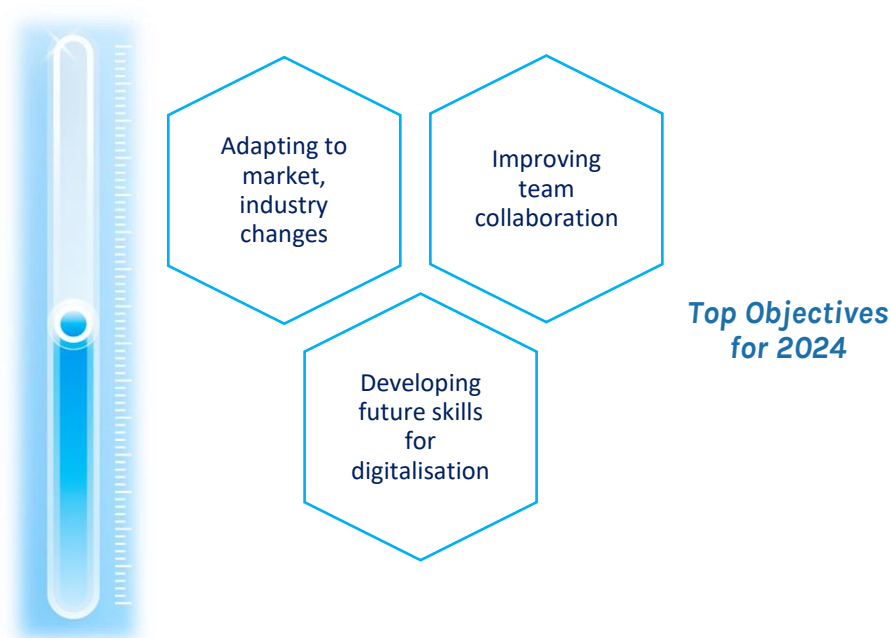 Adapting to
market,
industry
changes
Improving
team
collaboration
Developing
future skills
for
digitalisation
Top Objectives
for 2024